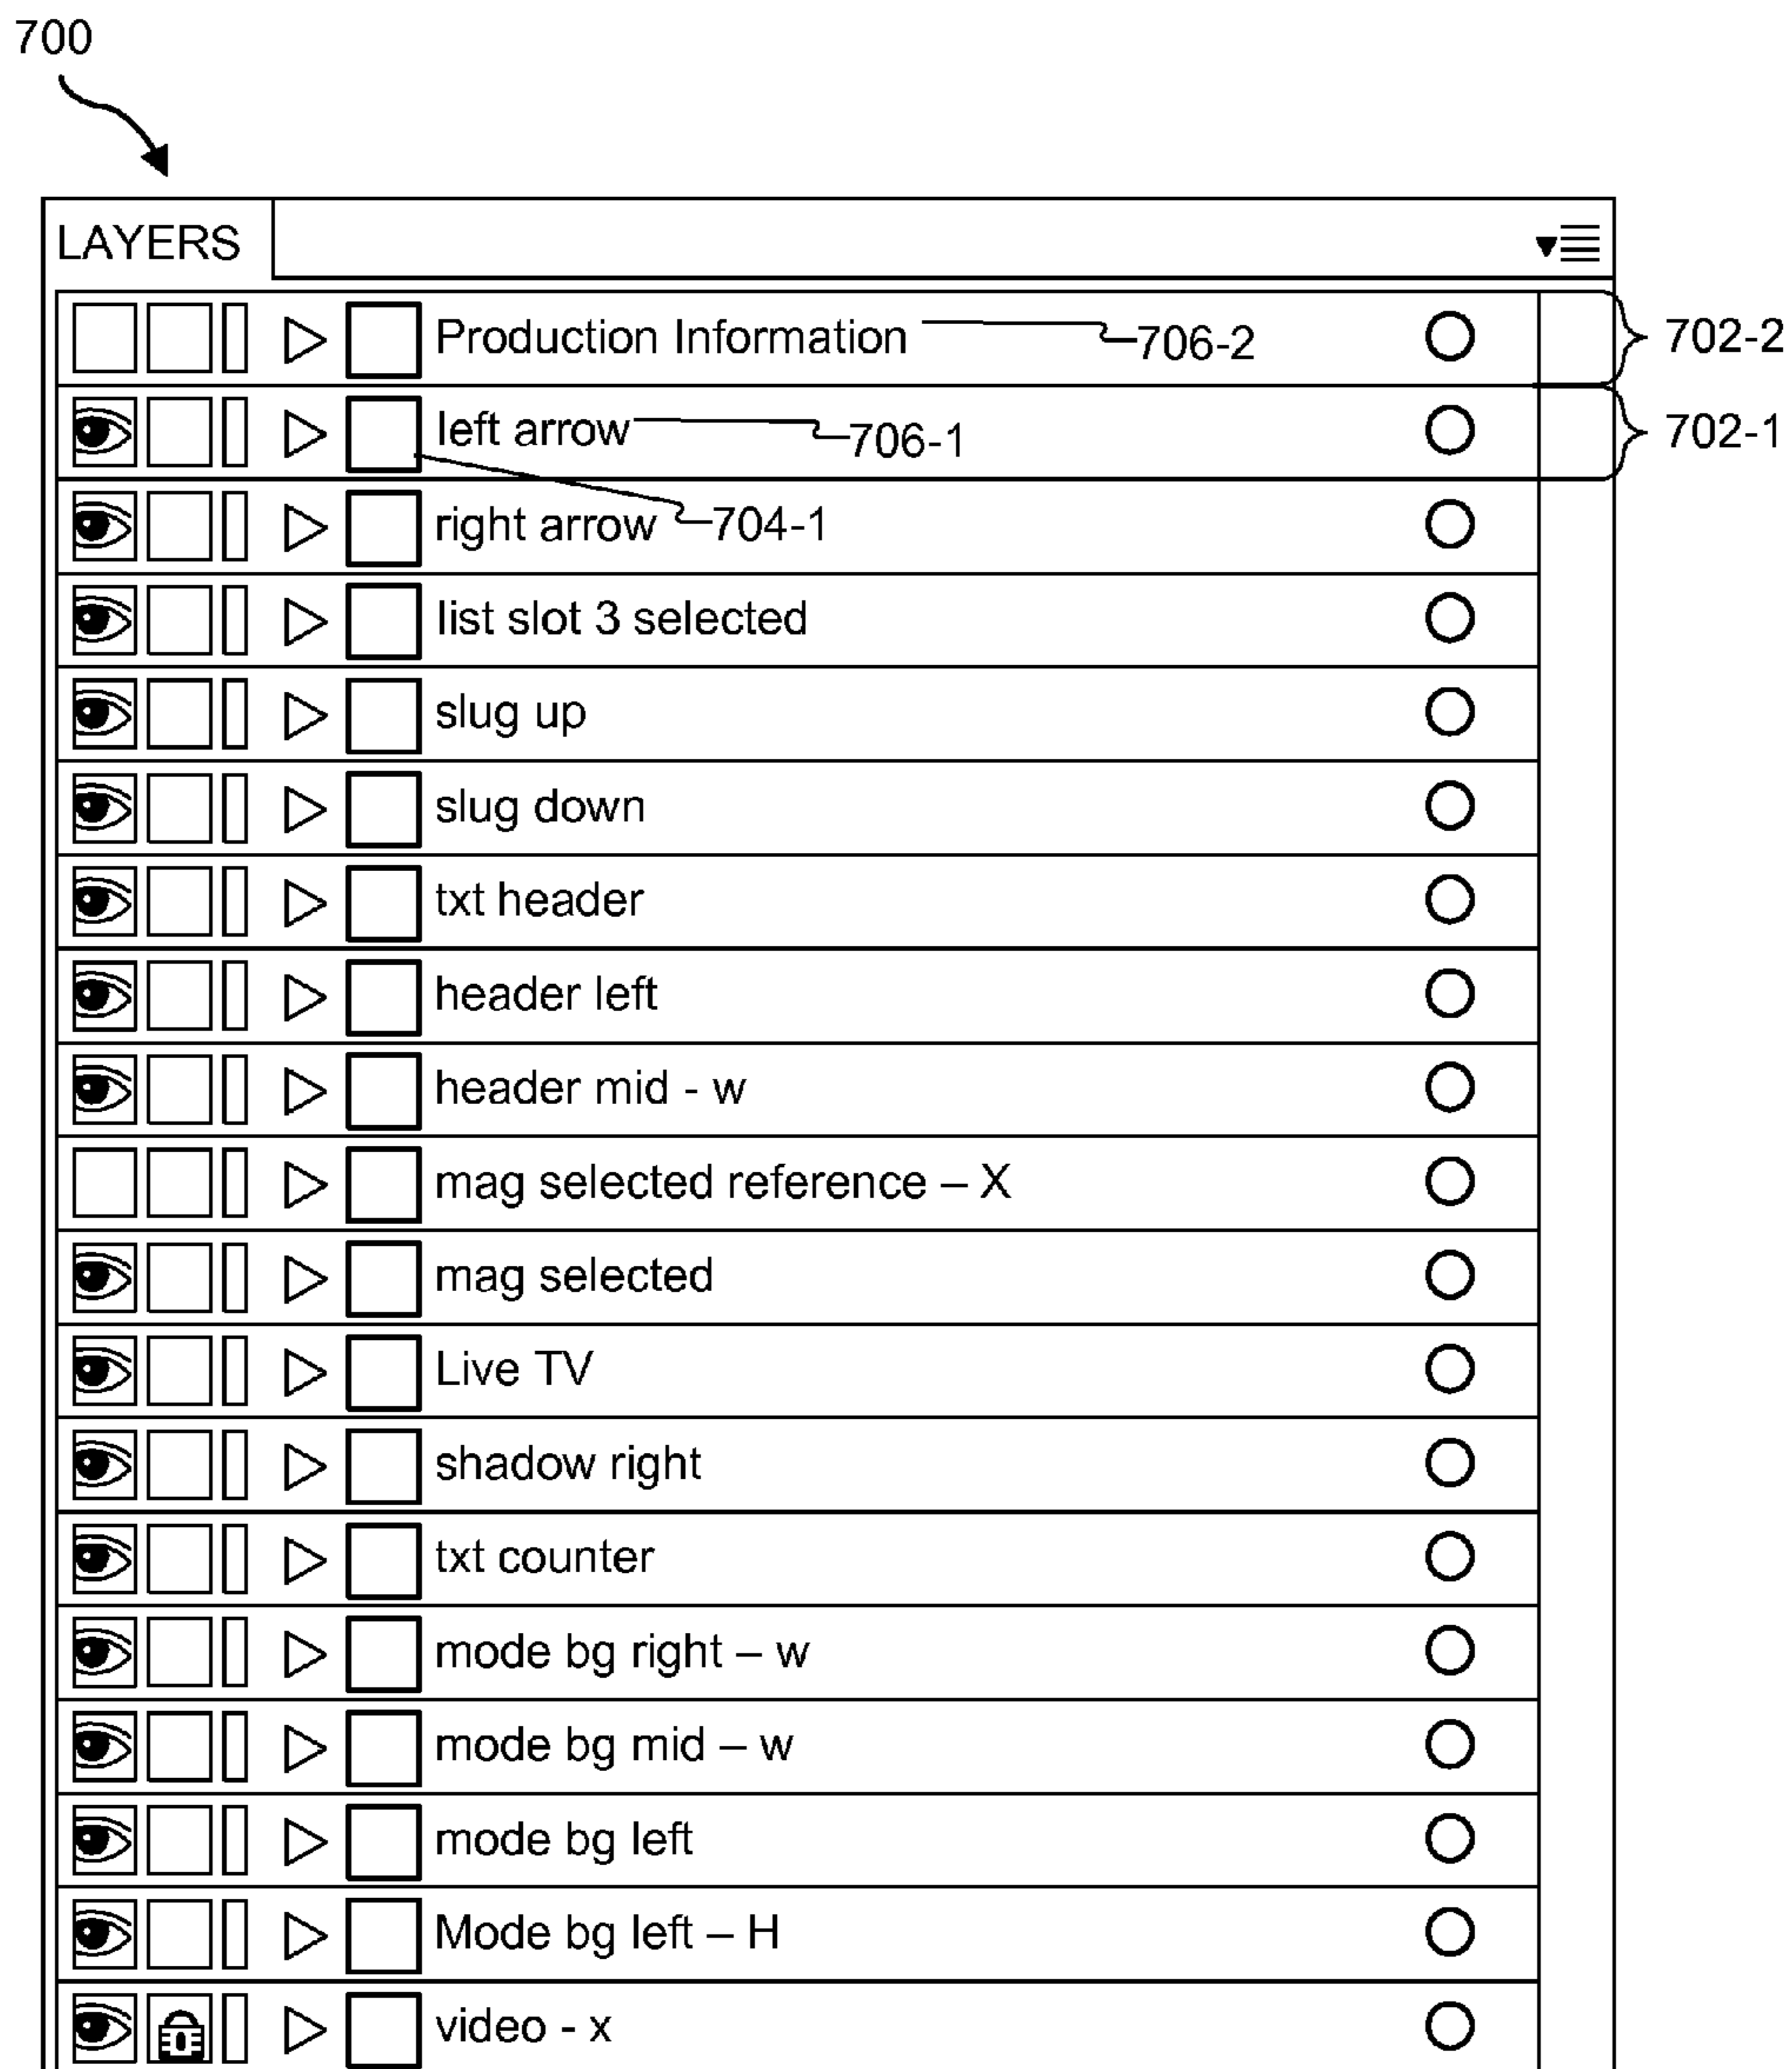 700
LAYERS
Production Information 706-2 702-2
left arrow 706-1 702-1
right arrow 704-1
list slot 3 selected
slug up
slug down
txt header
header left
header mid - w
mag selected reference – X
mag selected
Live TV
shadow right
txt counter
mode bg right – w
mode bg mid – w
mode bg left
Mode bg left – H
video - x